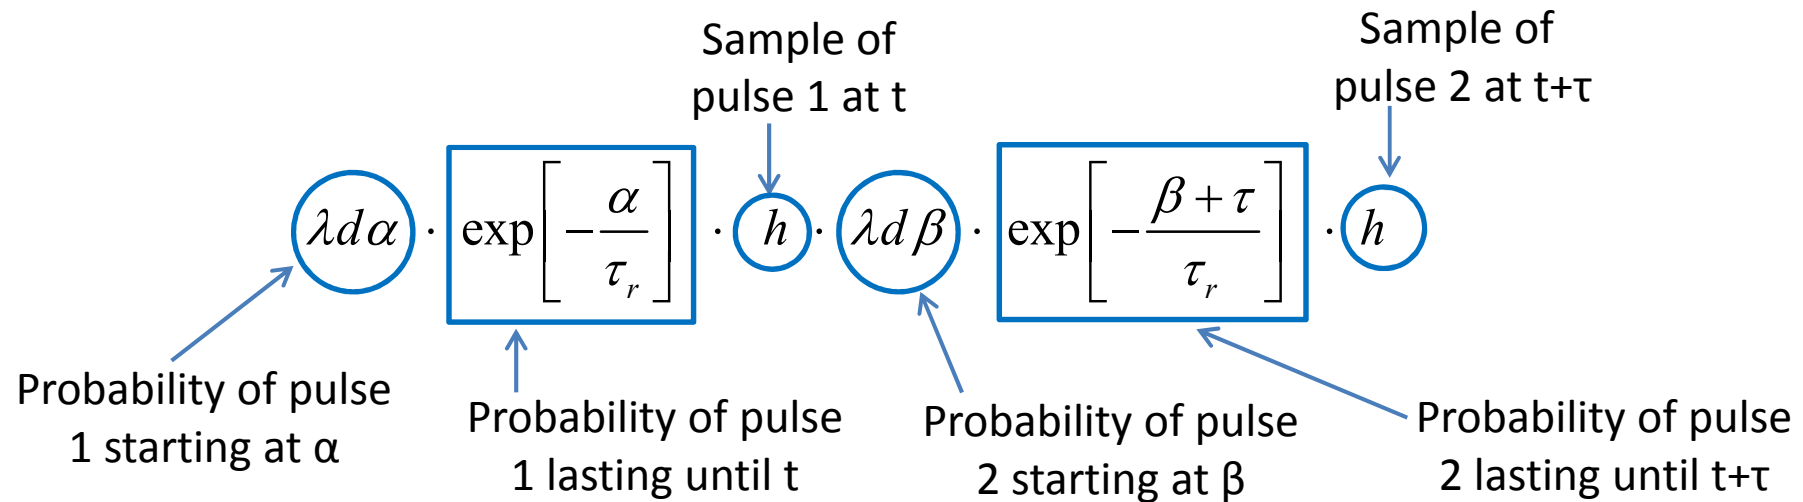 Sample of
pulse 1 at t
Sample of
pulse 2 at t+τ
λdα · exp[−α/τ_r] · h · λdβ · exp[−(β+τ)/τ_r] · h
Probability of pulse
1 starting at α
Probability of pulse
1 lasting until t
Probability of pulse
2 starting at β
Probability of pulse
2 lasting until t+τ